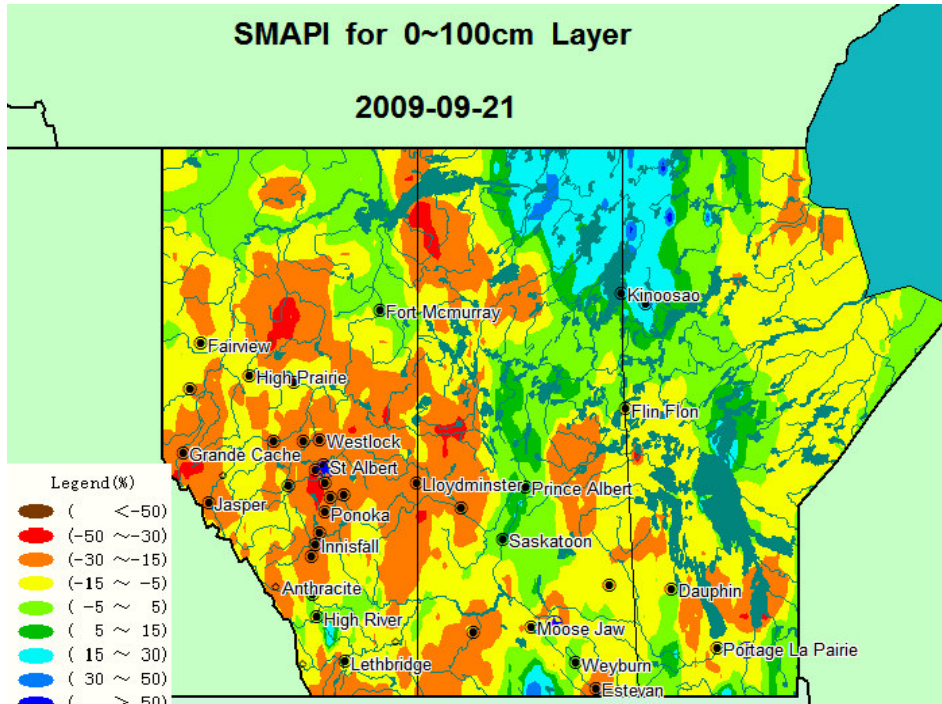 SMAPI for 0~100cm Layer
2009-09-21
Kinoosao
Fort Mcmurray
Fairview
High Prairie
Flin Flon
Westlock
Grande Cache
St Albert
Lloydminster
Prince Albert
Jasper
Ponoka
Saskatoon
Innisfall
Anthracite
Dauphin
High River
Moose Jaw
Portage La Pairie
Lethbridge
Weyburn
Estevan
Legend(%)
( <-50)
(-50 ～-30)
(-30 ～-15)
(-15 ～ -5)
( -5 ～ 5)
( 5 ～ 15)
( 15 ～ 30)
( 30 ～ 50)
( > 50)